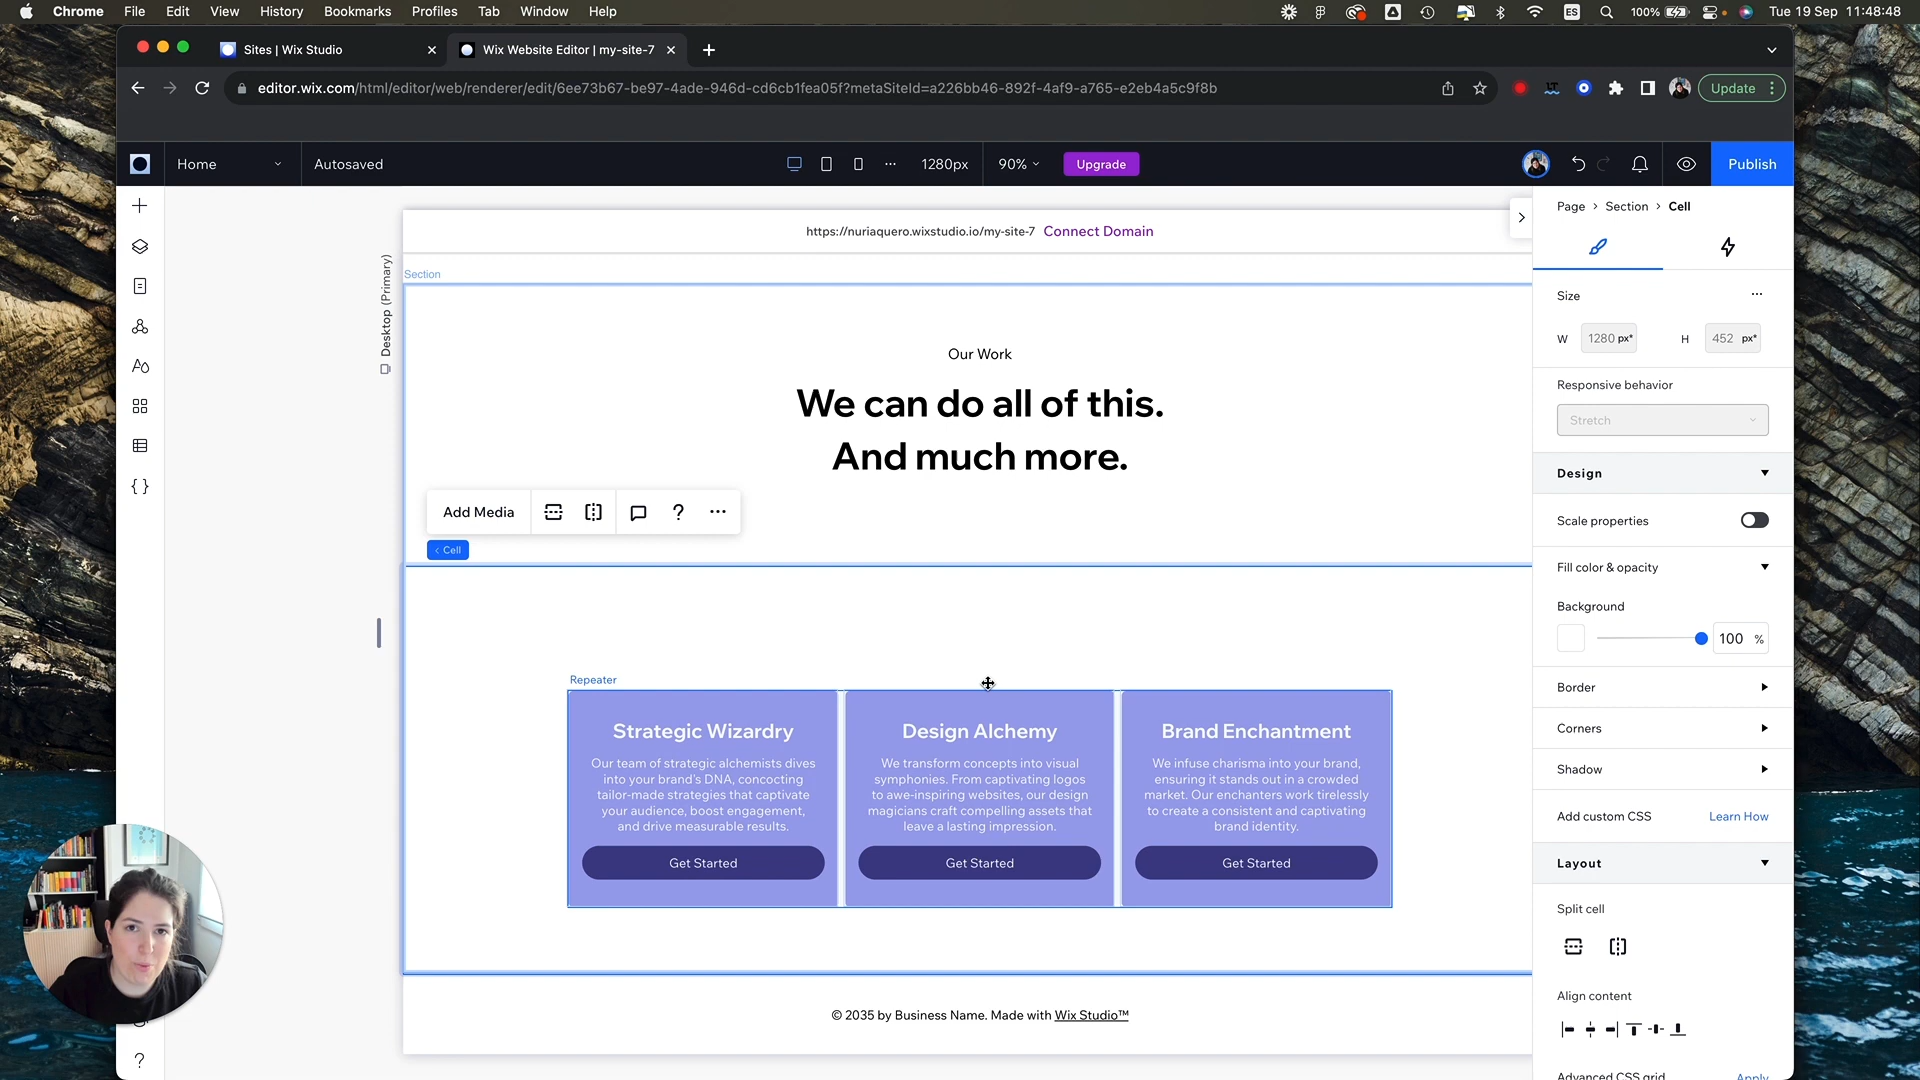 Chrome File Edit View History Bookmarks Profiles Tab Window Help
ES 100% Tue 19 Sep 11:48:48
Sites | Wix Studio
Wix Website Editor | my-site-7
editor.wix.com/html/editor/web/renderer/edit/6ee73b67-be97-4ade-946d-cd6cb1fea05f?metaSiteId=a226bb46-892f-4af9-a765-e2eb4a5c9f8b
Update
Home
Autosaved
1280px
90%
Upgrade
Publish
https://nuriaquero.wixstudio.io/my-site-7 Connect Domain
Desktop (Primary)
Section
Our Work
We can do all of this.
And much more.
Add Media
?
Cell
Repeater
Strategic Wizardry
Our team of strategic alchemists dives
into your brand's DNA, concocting
tailor-made strategies that captivate
your audience, boost engagement,
and drive measurable results.
Get Started
Design Alchemy
We transform concepts into visual
symphonies. From captivating logos
to awe-inspiring websites, our design
magicians craft compelling assets that
leave a lasting impression.
Get Started
Brand Enchantment
We infuse charisma into your brand,
ensuring it stands out in a crowded
market. Our enchanters work tirelessly
to create a consistent and captivating
brand identity.
Get Started
© 2035 by Business Name. Made with Wix Studio™
Page > Section > Cell
Size
W 1280 px* H 452 px*
Responsive behavior
Stretch
Design
Scale properties
Fill color & opacity
Background
100 %
Border
Corners
Shadow
Add custom CSS Learn How
Layout
Split cell
Align content
Advanced CSS grid Apply
?